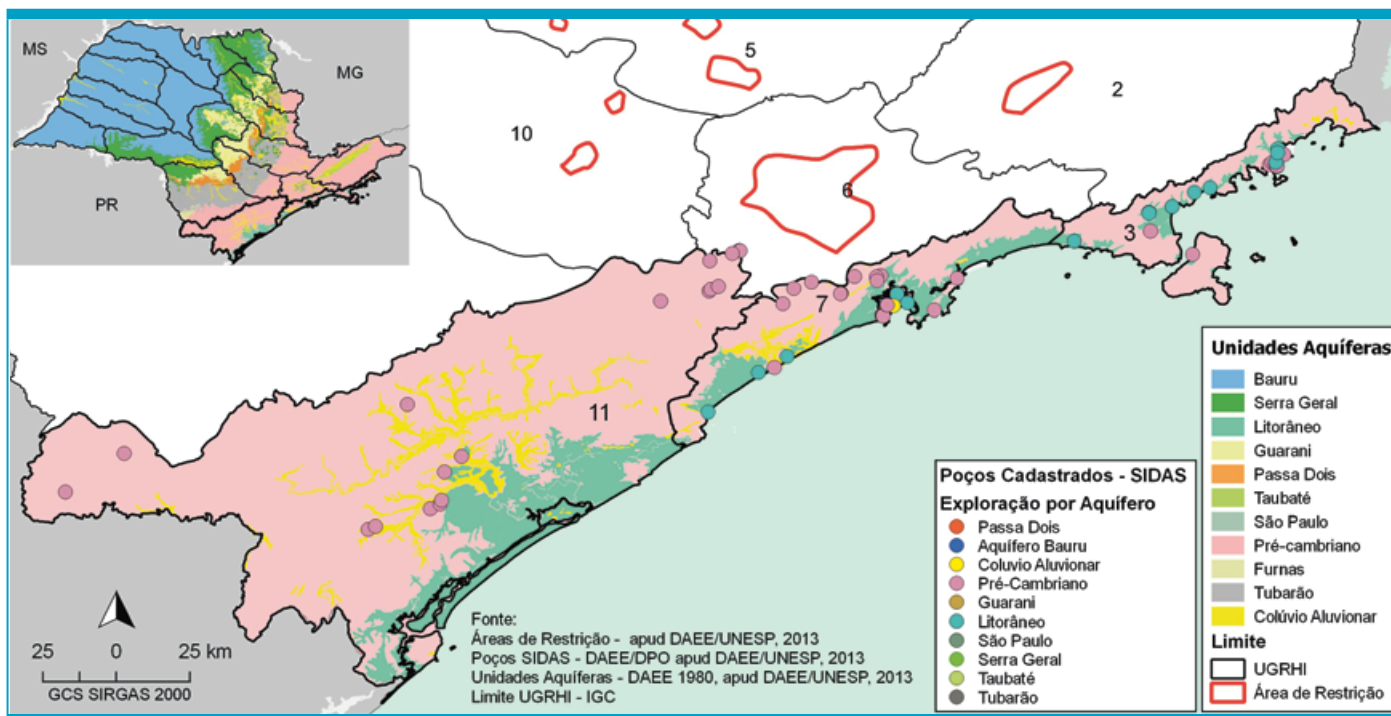 MS
MG
PR
5
2
10
6
3
7
11
25 0 25 km
GCS SIRGAS 2000
Fonte:
Áreas de Restrição - apud DAEE/UNESP, 2013
Poços SIDAS - DAEE/DPO apud DAEE/UNESP, 2013
Unidades Aquíferas - DAEE 1980, apud DAEE/UNESP, 2013
Limite UGRHI - IGC
Poços Cadastrados - SIDAS
Exploração por Aquífero
Passa Dois
Aquífero Bauru
Coluvio Aluvionar
Pré-Cambriano
Guarani
Litorâneo
São Paulo
Serra Geral
Taubaté
Tubarão
Unidades Aquíferas
Bauru
Serra Geral
Litorâneo
Guarani
Passa Dois
Taubaté
São Paulo
Pré-cambriano
Furnas
Tubarão
Colúvio Aluvionar
Limite
UGRHI
Área de Restrição